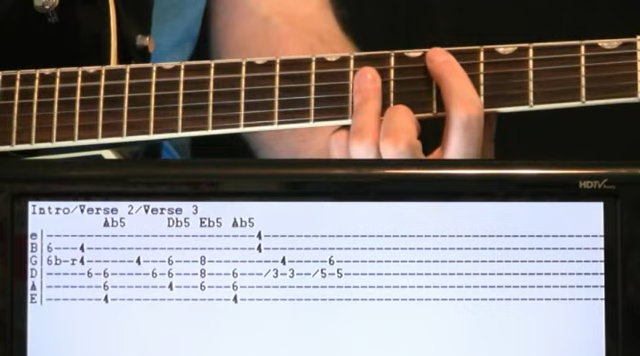 HDTV
Intro/Verse 2/Verse 3
Ab5 Db5 Eb5 Ab5
e|--------------------------4-------------------------------------------
B|6---4---------------------4-------------------------------------------
G|6b-r4------4---6---8---------4-----6----------------------------------
D|-----6-6-----6-6---8---6---/3-3--/5-5---------------------------------
A|-------6-------4---6---6----------------------------------------------
E|-------4---------------4----------------------------------------------